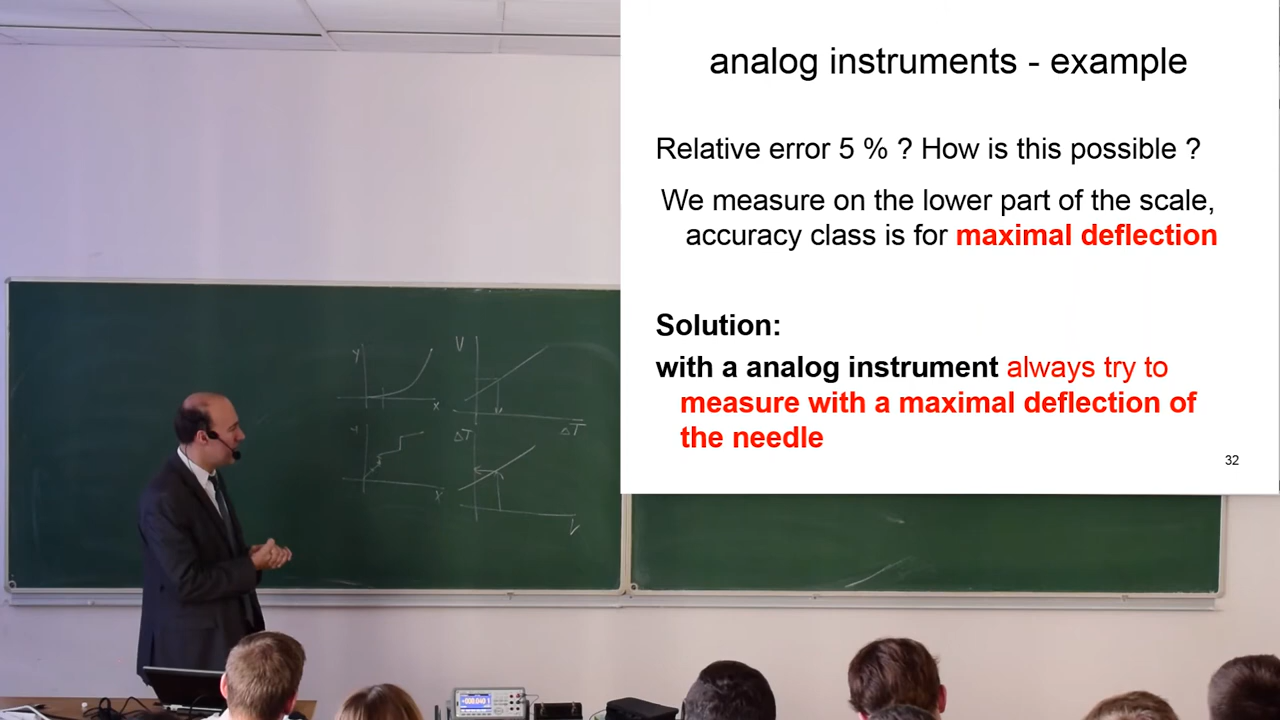 analog instruments - example
Relative error 5 % ? How is this possible ?
We measure on the lower part of the scale,
accuracy class is for maximal deflection
Solution:
with a analog instrument always try to
measure with a maximal deflection of
the needle
32
y
x
V
ΔT
y
x
ΔT
V